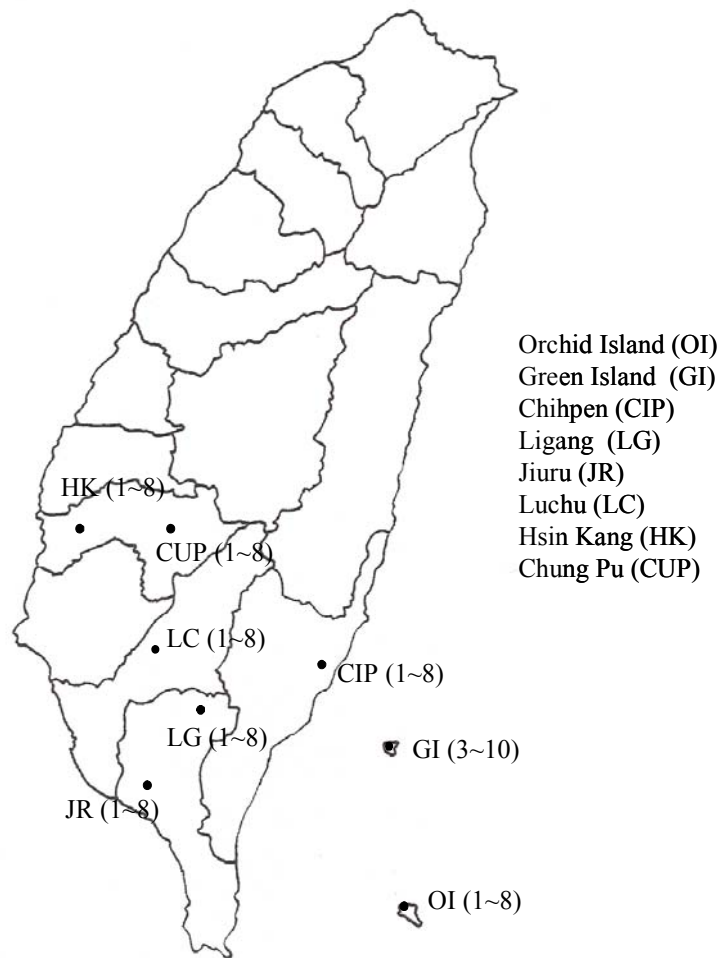 Orchid Island (OI)
Green Island (GI)
Chihpen (CIP)
Ligang (LG)
Jiuru (JR)
Luchu (LC)
Hsin Kang (HK)
Chung Pu (CUP)
HK (1~8)
CUP (1~8)
LC (1~8)
CIP (1~8)
LG (1~8)
GI (3~10)
JR (1~8)
OI (1~8)